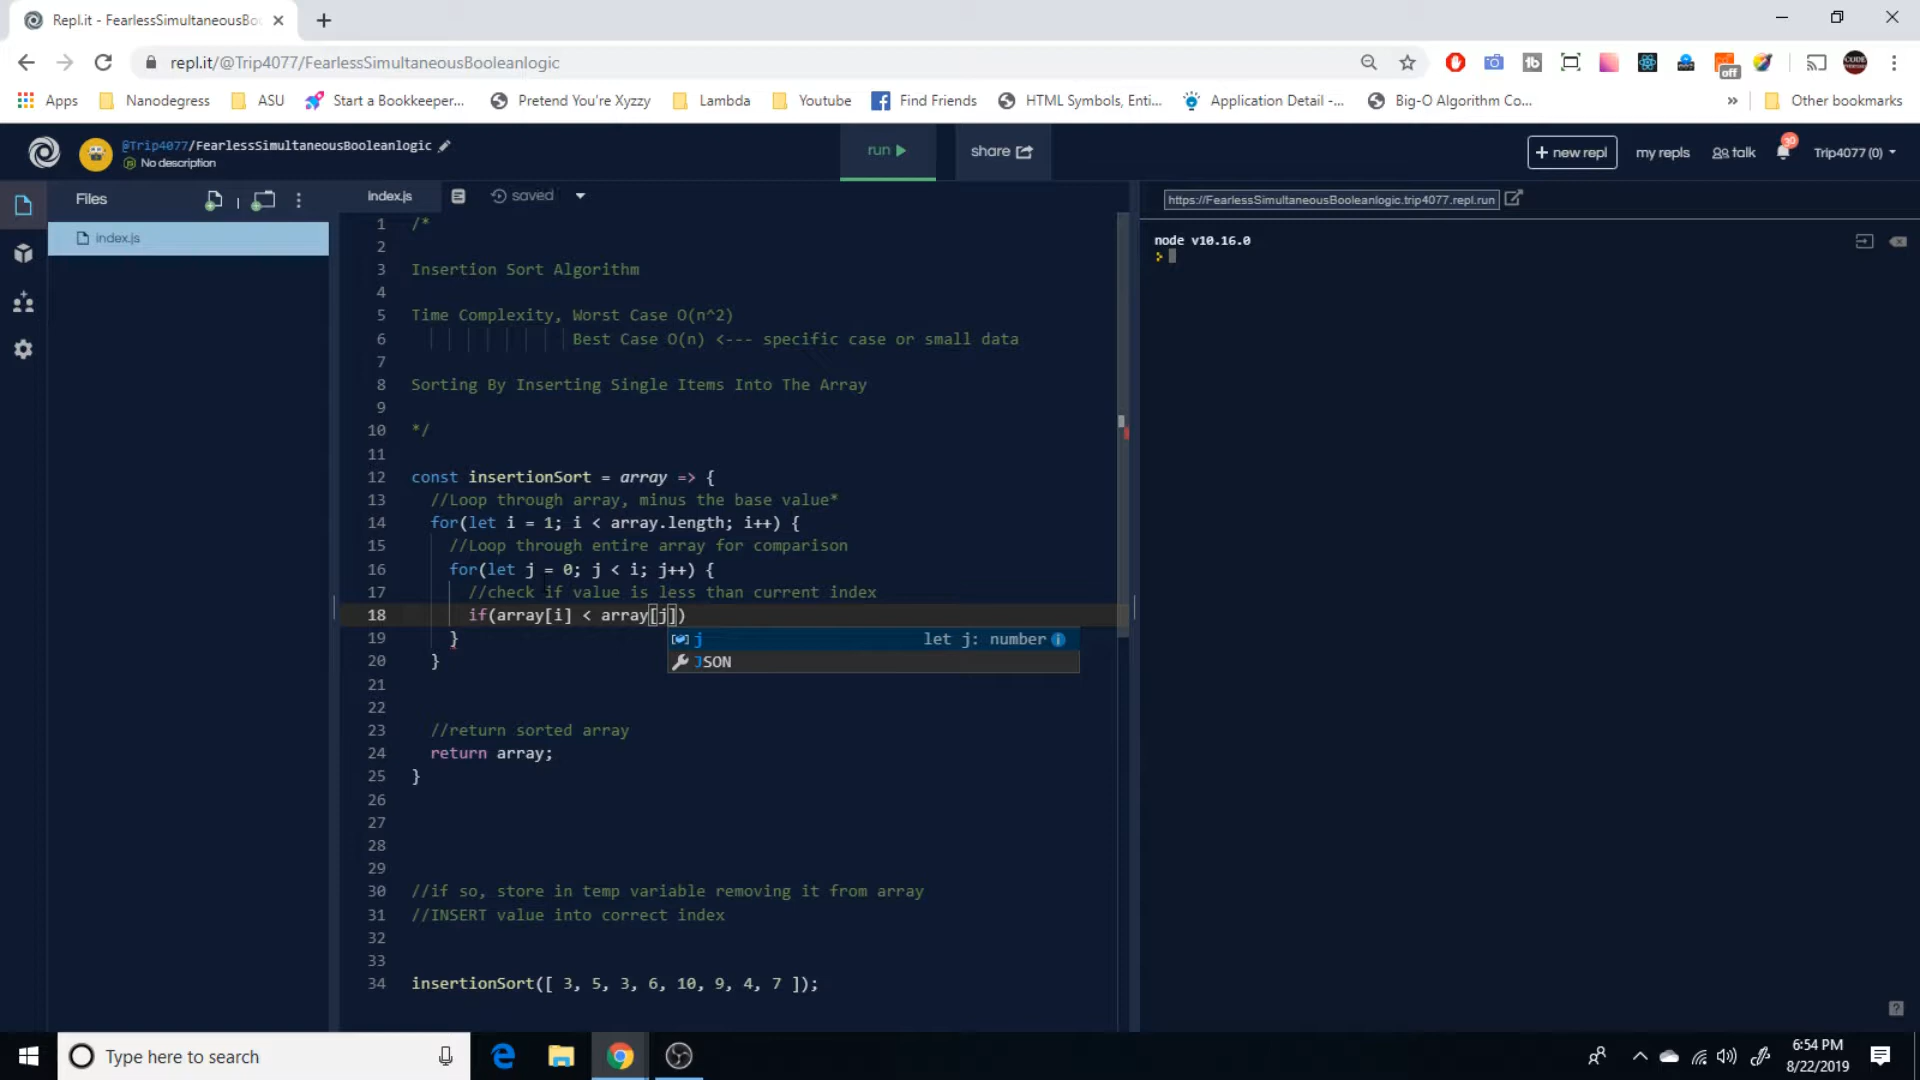 Repl.it - FearlessSimultaneousBo
repl.it/@Trip4077/FearlessSimultaneousBooleanlogic
off
Apps Nanodegress ASU Start a Bookkeeper... Pretend You're Xyzzy Lambda Youtube Find Friends HTML Symbols, Enti... Application Detail -... Big-O Algorithm Co... » Other bookmarks
@Trip4077/FearlessSimultaneousBooleanlogic
No description
run
share
+ new repl
my repls
talk
Trip4077 (0)
Files
index.js
saved
https://FearlessSimultaneousBooleanlogic.trip4077.repl.run
index.js
node v10.16.0
1 /*
2
3 Insertion Sort Algorithm
4
5 Time Complexity, Worst Case O(n^2)
6 Best Case O(n) <--- specific case or small data
7
8 Sorting By Inserting Single Items Into The Array
9
10 */
11
12 const insertionSort = array => {
13 //Loop through array, minus the base value*
14 for(let i = 1; i < array.length; i++) {
15 //Loop through entire array for comparison
16 for(let j = 0; j < i; j++) {
17 //check if value is less than current index
18 if(array[i] < array[j])
19 }
j let j: number
20 }
JSON
21
22
23 //return sorted array
24 return array;
25 }
26
27
28
29
30 //if so, store in temp variable removing it from array
31 //INSERT value into correct index
32
33
34 insertionSort([ 3, 5, 3, 6, 10, 9, 4, 7 ]);
Type here to search
6:54 PM
8/22/2019